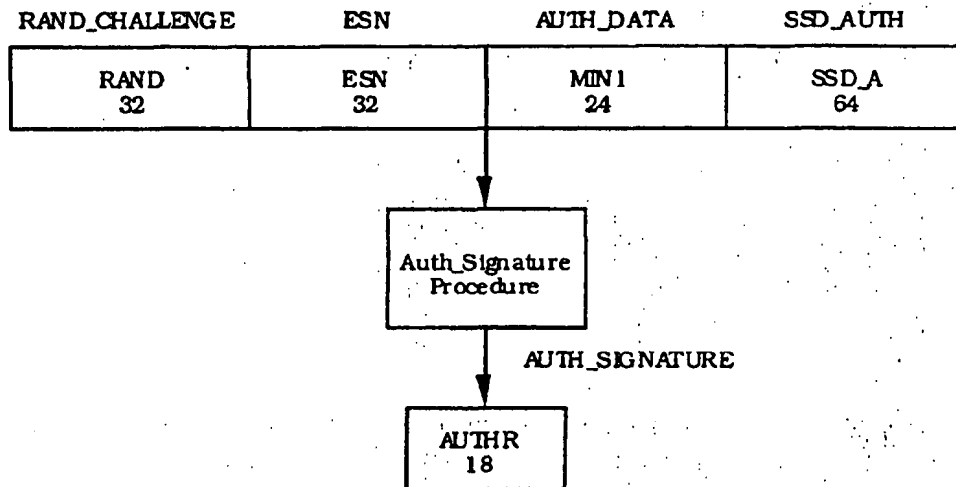 RAND_CHALLENGE ESN AUTH_DATA SSD_AUTH
RAND ESN MIN1 SSD_A
32 32 24 64
Auth_Signature
Procedure
AUTH_SIGNATURE
AUTHR
18